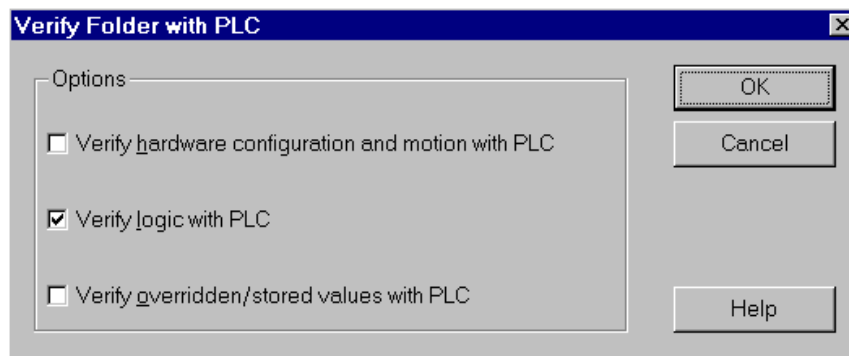 Verify Folder with PLC
Options
Verify hardware configuration and motion with PLC
Verify logic with PLC
Verify overridden/stored values with PLC
OK
Cancel
Help